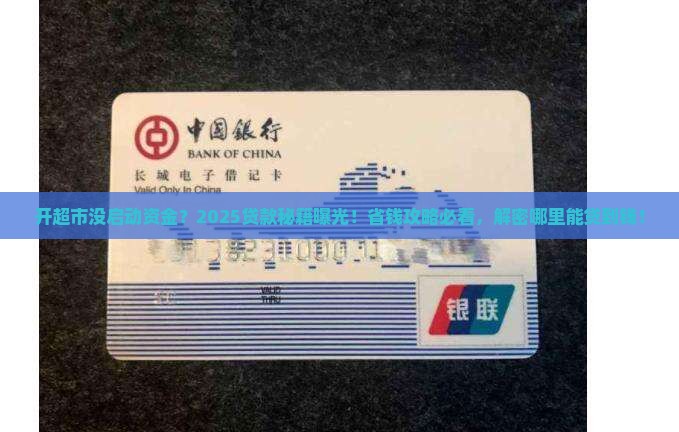 中国銀行
BANK OF CHINA
长城电子借记卡
Valid Only In China
开超市没启动资金？2025贷款秘籍曝光！省钱攻略必看，解密哪里能贷到钱！
VALID
THRU
银联